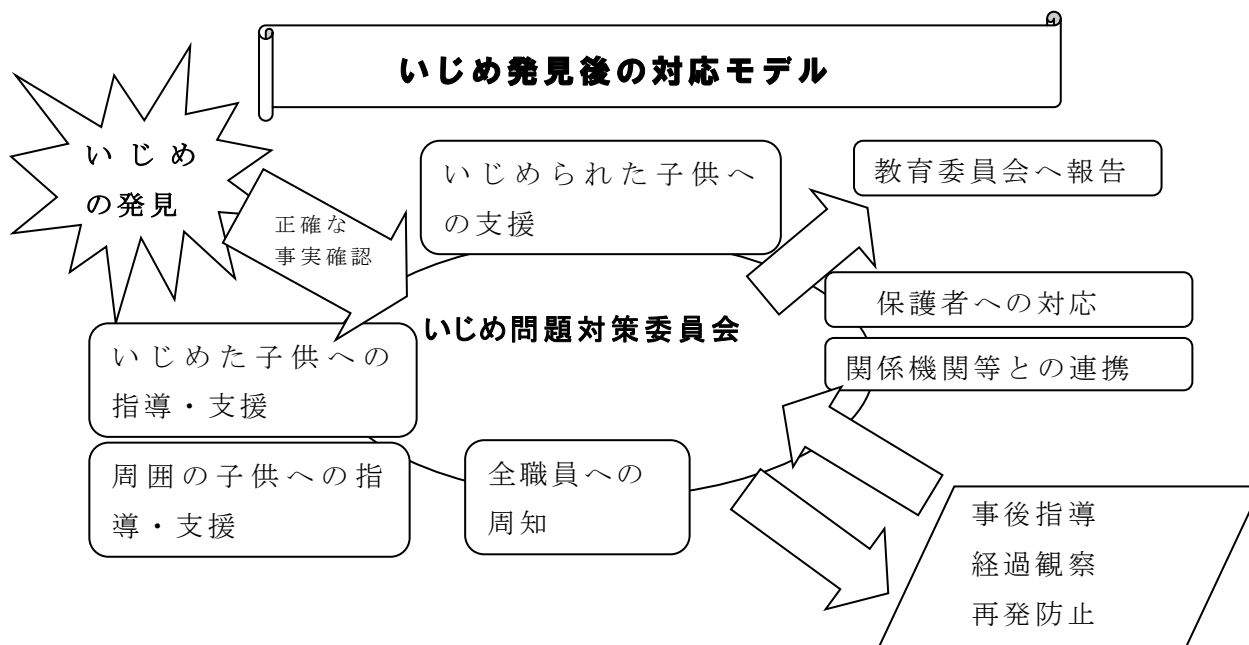 いじめ発見後の対応モデル
いじめ
の発見
正確な
事実確認
いじめられた子供へ
の支援
教育委員会へ報告
保護者への対応
関係機関等との連携
いじめ問題対策委員会
いじめた子供への
指導・支援
周囲の子供への指
導・支援
全職員への
周知
事後指導
経過観察
再発防止